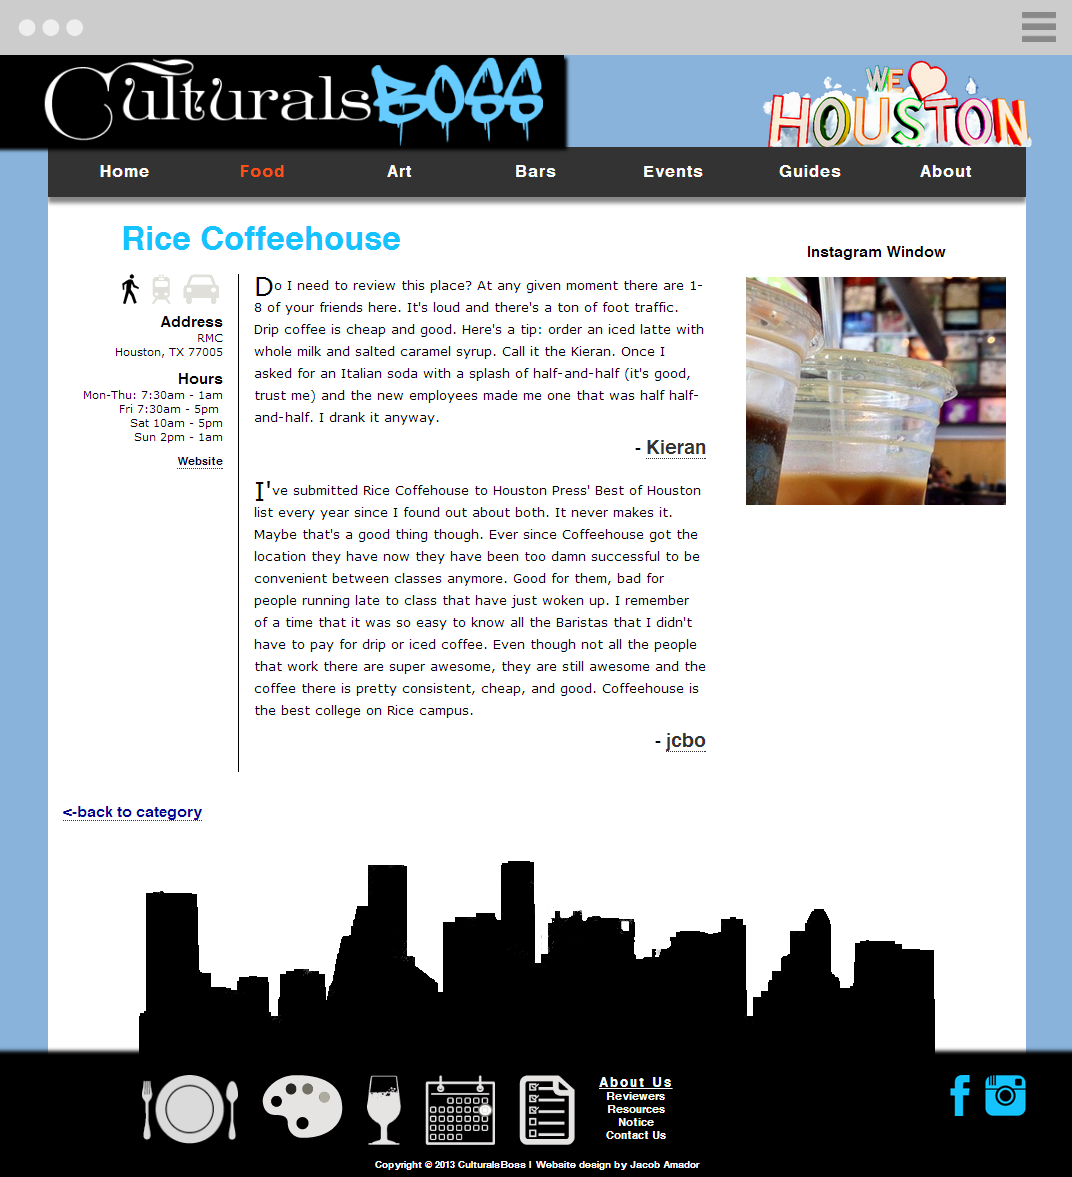 CulturalsBOSS
WE
HOUSTON
Home Food Art Bars Events Guides About
Rice Coffeehouse
Instagram Window
Address
RMC
Houston, TX 77005
Hours
Mon-Thu: 7:30am - 1am
Fri 7:30am - 5pm
Sat 10am - 5pm
Sun 2pm - 1am
Website
Do I need to review this place? At any given moment there are 1-
8 of your friends here. It's loud and there's a ton of foot traffic.
Drip coffee is cheap and good. Here's a tip: order an iced latte with
whole milk and salted caramel syrup. Call it the Kieran. Once I
asked for an Italian soda with a splash of half-and-half (it's good,
trust me) and the new employees made me one that was half half-
and-half. I drank it anyway.
- Kieran
I've submitted Rice Coffehouse to Houston Press' Best of Houston
list every year since I found out about both. It never makes it.
Maybe that's a good thing though. Ever since Coffeehouse got the
location they have now they have been too damn successful to be
convenient between classes anymore. Good for them, bad for
people running late to class that have just woken up. I remember
of a time that it was so easy to know all the Baristas that I didn't
have to pay for drip or iced coffee. Even though not all the people
that work there are super awesome, they are still awesome and the
coffee there is pretty consistent, cheap, and good. Coffeehouse is
the best college on Rice campus.
- jcbo
<-back to category
About Us
Reviewers
Resources
Notice
Contact Us
Copyright © 2013 CulturalsBoss | Website design by Jacob Amador